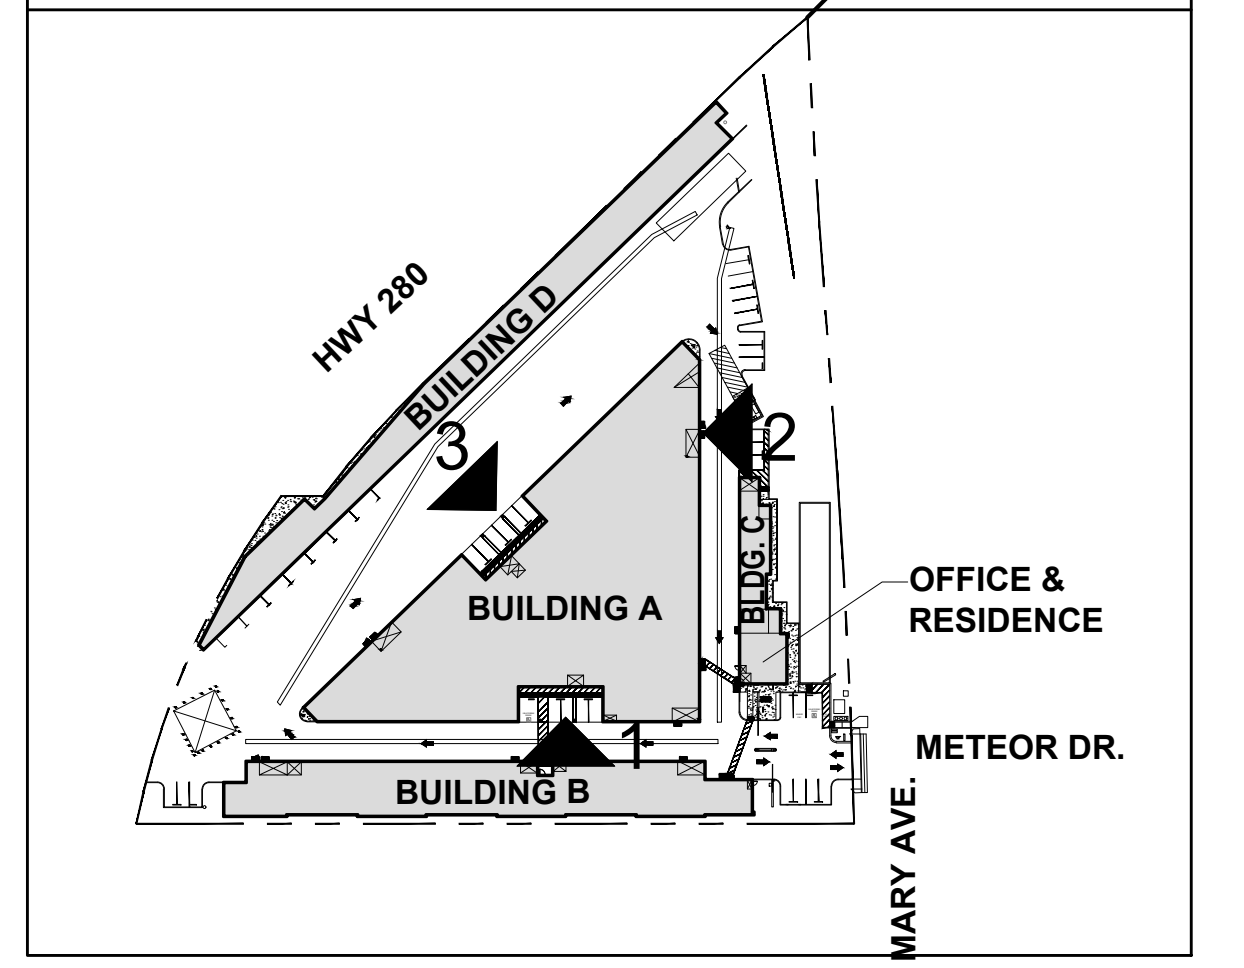 HWY 280
BUILDING D
3
2
BLDG. C
OFFICE &
RESIDENCE
BUILDING A
1
METEOR DR.
BUILDING B
MARY AVE.